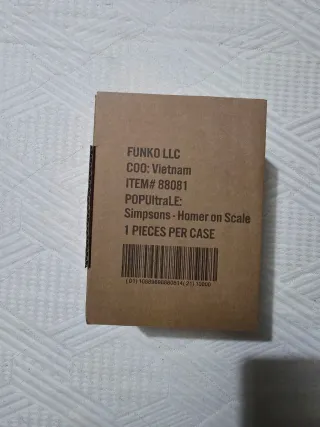 FUNKO LLC
COO: Vietnam
ITEM# 88081
POPUltraLE:
Simpsons - Homer on Scale
1 PIECES PER CASE